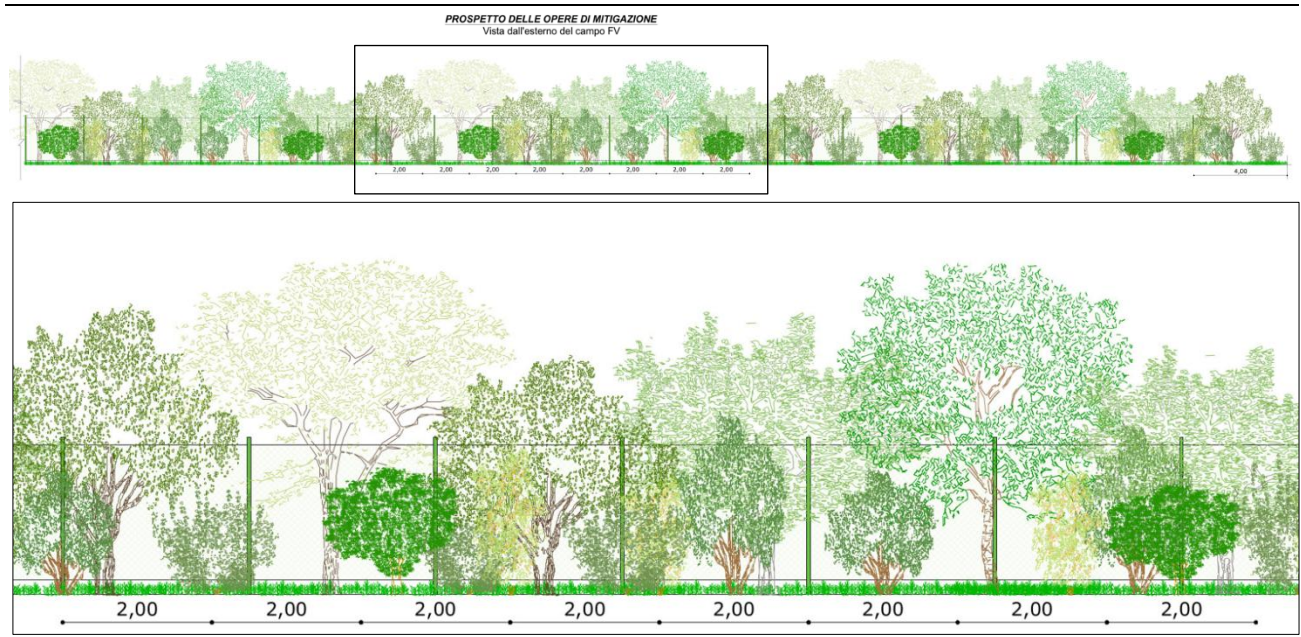 PROSPETTO DELLE OPERE DI MITIGAZIONE
Vista dall'esterno del campo FV
2,00 2,00 2,00 2,00 2,00 2,00 2,00 2,00 4,00
2,00 2,00 2,00 2,00 2,00 2,00 2,00 2,00